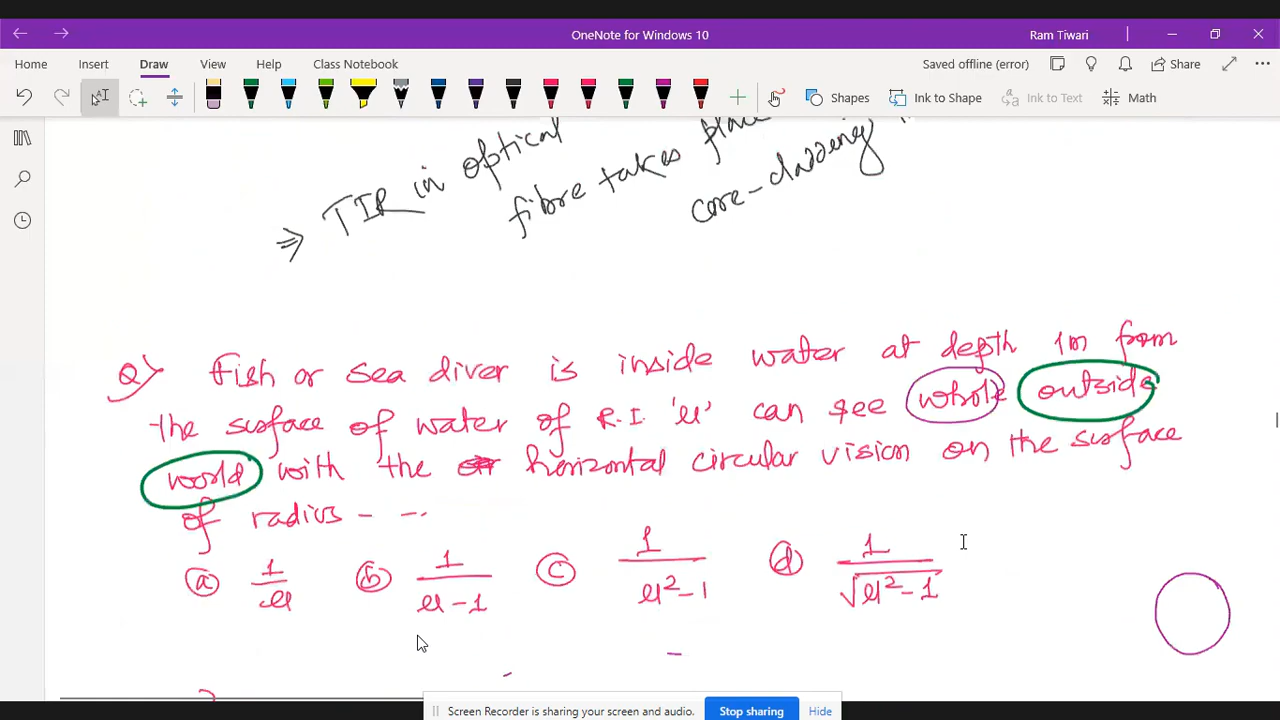 OneNote for Windows 10
Ram Tiwari
Home Insert Draw View Help Class Notebook
Saved offline (error)
Share
Shapes Ink to Shape Ink to Text Math
⇒ TIR in optical
fibre takes place
core-cladding
Q> Fish or sea diver is inside water at depth 1m from
the surface of water of R.I. 'μ' can see whole outside
world with the horizontal circular vision on the surface
of radius - --
ⓐ 1/μ ⓑ 1/(μ-1) ⓒ 1/(μ²-1) ⓓ 1/√(μ²-1)
Screen Recorder is sharing your screen and audio. Stop sharing Hide